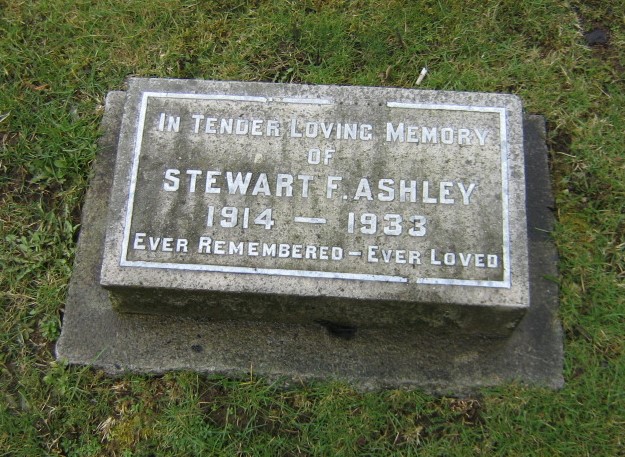 In Tender Loving Memory
of
STEWART F. ASHLEY
1914 — 1933
Ever Remembered – Ever Loved